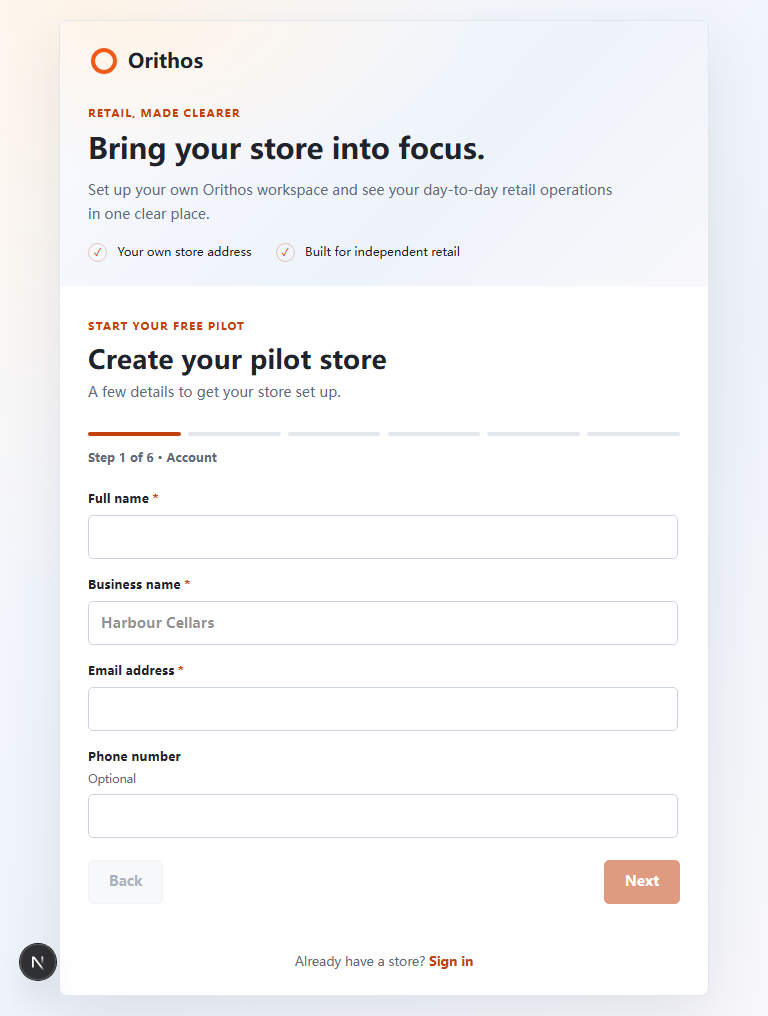 Orithos
RETAIL, MADE CLEARER
Bring your store into focus.
Set up your own Orithos workspace and see your day-to-day retail operations
in one clear place.
✓ Your own store address ✓ Built for independent retail
START YOUR FREE PILOT
Create your pilot store
A few details to get your store set up.
Step 1 of 6 • Account
Full name *
Business name *
Harbour Cellars
Email address *
Phone number
Optional
Back Next
N
Already have a store? Sign in